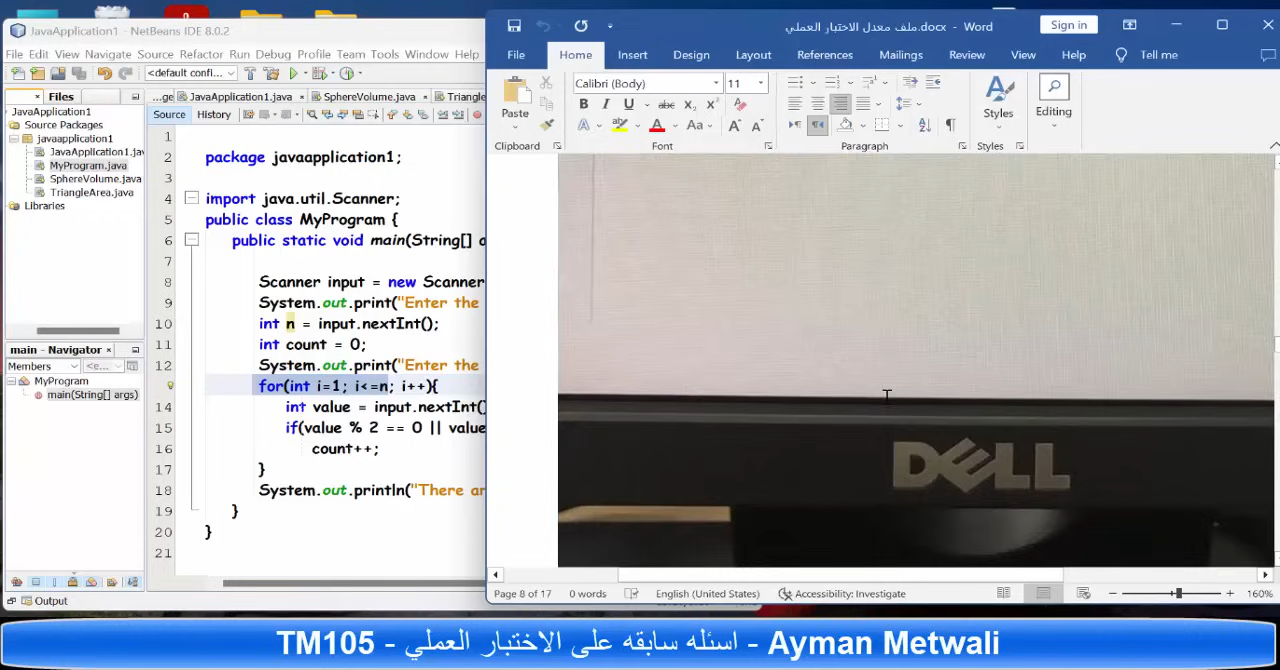 JavaApplication1 - NetBeans IDE 8.0.2
File Edit View Navigate Source Refactor Run Debug Profile Team Tools Window Help
<default confi...
Files
...ge JavaApplication1.java SphereVolume.java Triangle
JavaApplication1
Source Packages
javaapplication1
JavaApplication1.jav
MyProgram.java
SphereVolume.java
TriangleArea.java
Libraries
Source History
1
2 package javaapplication1;
3
4 import java.util.Scanner;
5 public class MyProgram {
6 public static void main(String[] a
7
8 Scanner input = new Scanner
9 System.out.print("Enter the
10 int n = input.nextInt();
11 int count = 0;
12 System.out.print("Enter the
for(int i=1; i<=n; i++){
14 int value = input.nextInt()
15 if(value % 2 == 0 || value
16 count++;
17 }
18 System.out.println("There ar
19 }
20 }
21
main - Navigator
Members <e...
MyProgram
main(String[] args)
Output
ملف معدل الاختبار العملي.docx - Word
Sign in
File Home Insert Design Layout References Mailings Review View Help Tell me
Paste
Clipboard
Calibri (Body) 11
Font
Paragraph
Styles
Styles
Editing
DELL
Page 8 of 17 0 words English (United States) Accessibility: Investigate 160%
TM105 - اسئله سابقه على الاختبار العملي - Ayman Metwali